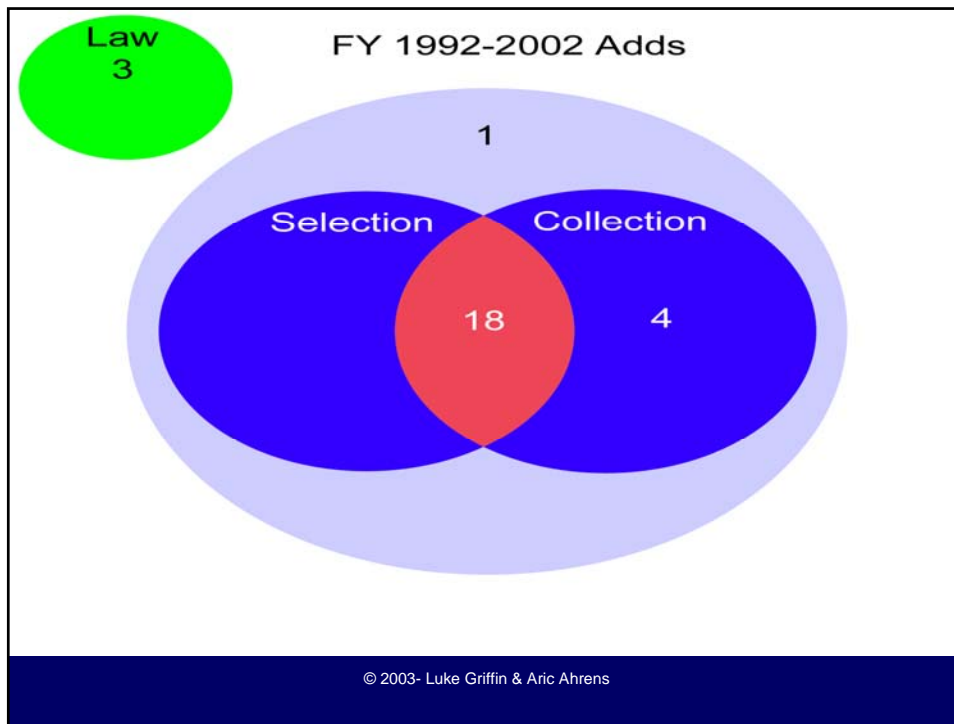 Law
3
FY 1992-2002 Adds
1
Selection
Collection
18
4
© 2003- Luke Griffin & Aric Ahrens